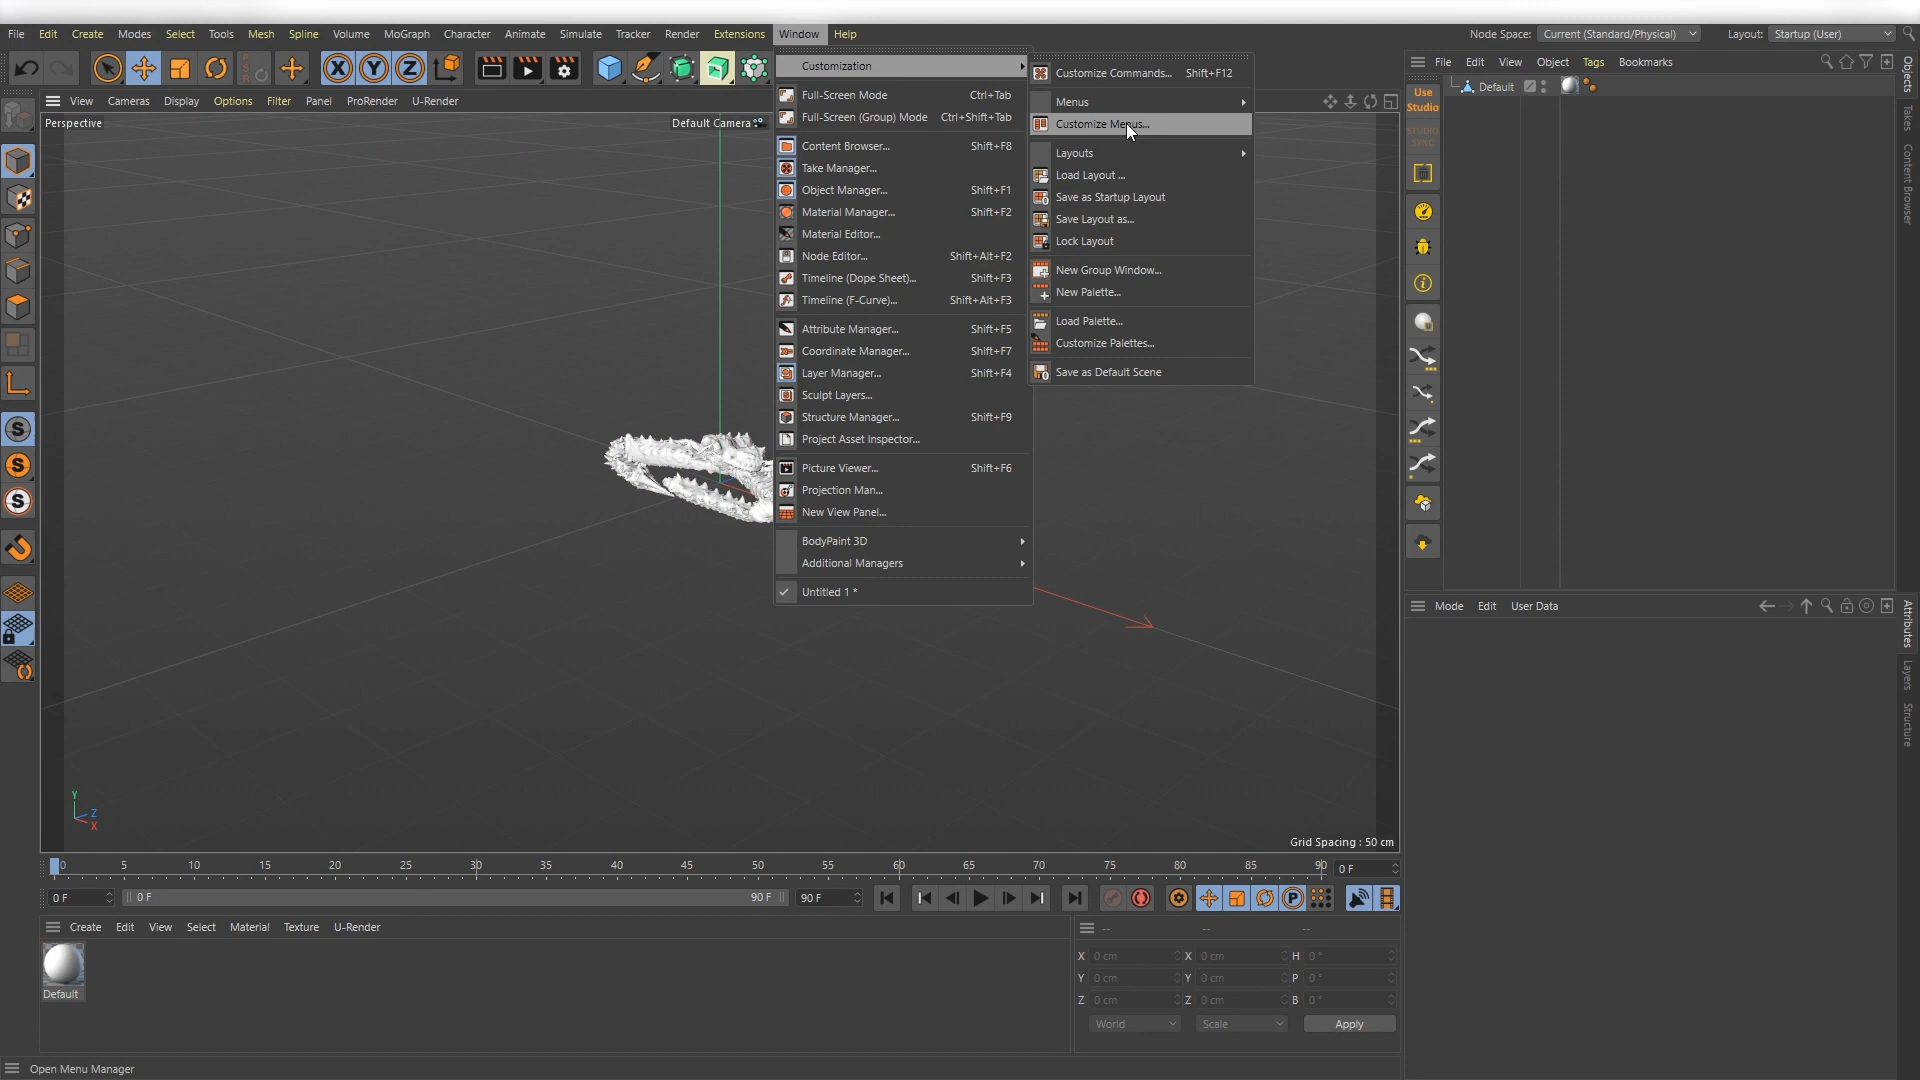 File Edit Create Modes Select Tools Mesh Spline Volume MoGraph Character Animate Simulate Tracker Render Extensions Window Help Node Space: Current (Standard/Physical) Layout: Startup (User)
View Cameras Display Options Filter Panel ProRender U-Render
Perspective
Default Camera
Customization
Full-Screen Mode Ctrl+Tab
Full-Screen (Group) Mode Ctrl+Shift+Tab
Content Browser... Shift+F8
Take Manager...
Object Manager... Shift+F1
Material Manager... Shift+F2
Material Editor...
Node Editor... Shift+Alt+F2
Timeline (Dope Sheet)... Shift+F3
Timeline (F-Curve)... Shift+Alt+F3
Attribute Manager... Shift+F5
Coordinate Manager... Shift+F7
Layer Manager... Shift+F4
Sculpt Layers...
Structure Manager... Shift+F9
Project Asset Inspector...
Picture Viewer... Shift+F6
Projection Man...
New View Panel...
BodyPaint 3D
Additional Managers
Untitled 1 *
Customize Commands... Shift+F12
Menus
Customize Menus...
Layouts
Load Layout ...
Save as Startup Layout
Save Layout as...
Lock Layout
New Group Window...
New Palette...
Load Palette...
Customize Palettes...
Save as Default Scene
File Edit View Object Tags Bookmarks
Use
Studio
STUDIO
SYNC
Default
Objects
Takes
Content Browser
Mode Edit User Data
Attributes
Layers
Structure
X Y Z
P S R
S
S
S
Y
Z
X
Grid Spacing : 50 cm
0 5 10 15 20 25 30 35 40 45 50 55 60 65 70 75 80 85 90 0 F
0 F 0 F 90 F 90 F P
Create Edit View Select Material Texture U-Render
Default
-- -- --
X 0 cm X 0 cm H 0 °
Y 0 cm Y 0 cm P 0 °
Z 0 cm Z 0 cm B 0 °
World Scale Apply
Open Menu Manager